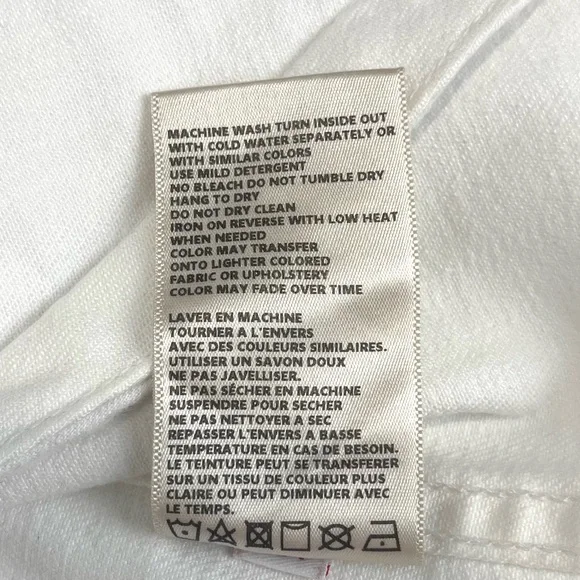 MACHINE WASH TURN INSIDE OUT
WITH COLD WATER SEPARATELY OR
WITH SIMILAR COLORS
USE MILD DETERGENT
NO BLEACH DO NOT TUMBLE DRY
HANG TO DRY
DO NOT DRY CLEAN
IRON ON REVERSE WITH LOW HEAT
WHEN NEEDED
COLOR MAY TRANSFER
ONTO LIGHTER COLORED
FABRIC OR UPHOLSTERY
COLOR MAY FADE OVER TIME
LAVER EN MACHINE
TOURNER A L'ENVERS
AVEC DES COULEURS SIMILAIRES.
UTILISER UN SAVON DOUX
NE PAS JAVELLISER.
NE PAS SÉCHER EN MACHINE
SUSPENDRE POUR SECHER
NE PAS NETTOYER A SEC
REPASSER L'ENVERS A BASSE
TEMPERATURE EN CAS DE BESOIN.
LE TEINTURE PEUT SE TRANSFERER
SUR UN TISSU DE COULEUR PLUS
CLAIRE OU PEUT DIMINUER AVEC
LE TEMPS.